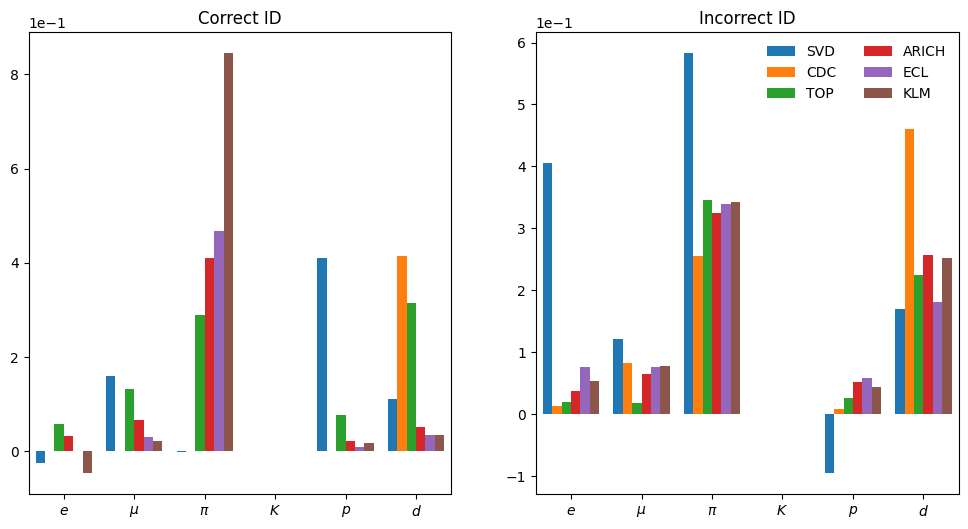 Correct ID
1e−1
8
6
4
2
0
e μ π K p d
Incorrect ID
1e−1
6
5
4
3
2
1
0
−1
SVD ARICH
CDC ECL
TOP KLM
e μ π K p d